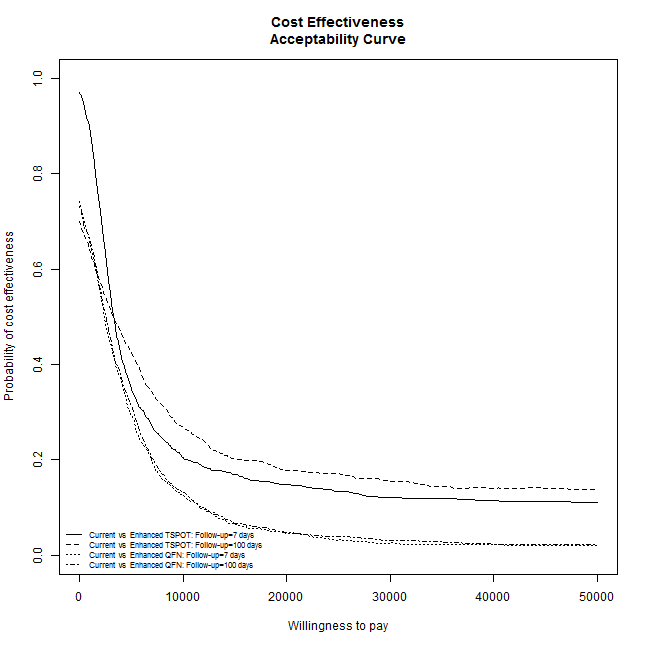 Cost Effectiveness
Acceptability Curve
Probability of cost effectiveness
1.0
0.8
0.6
0.4
0.2
0.0
Current vs Enhanced TSPOT: Follow-up=7 days
Current vs Enhanced TSPOT: Follow-up=100 days
Current vs Enhanced QFN: Follow-up=7 days
Current vs Enhanced QFN: Follow-up=100 days
0 10000 20000 30000 40000 50000
Willingness to pay